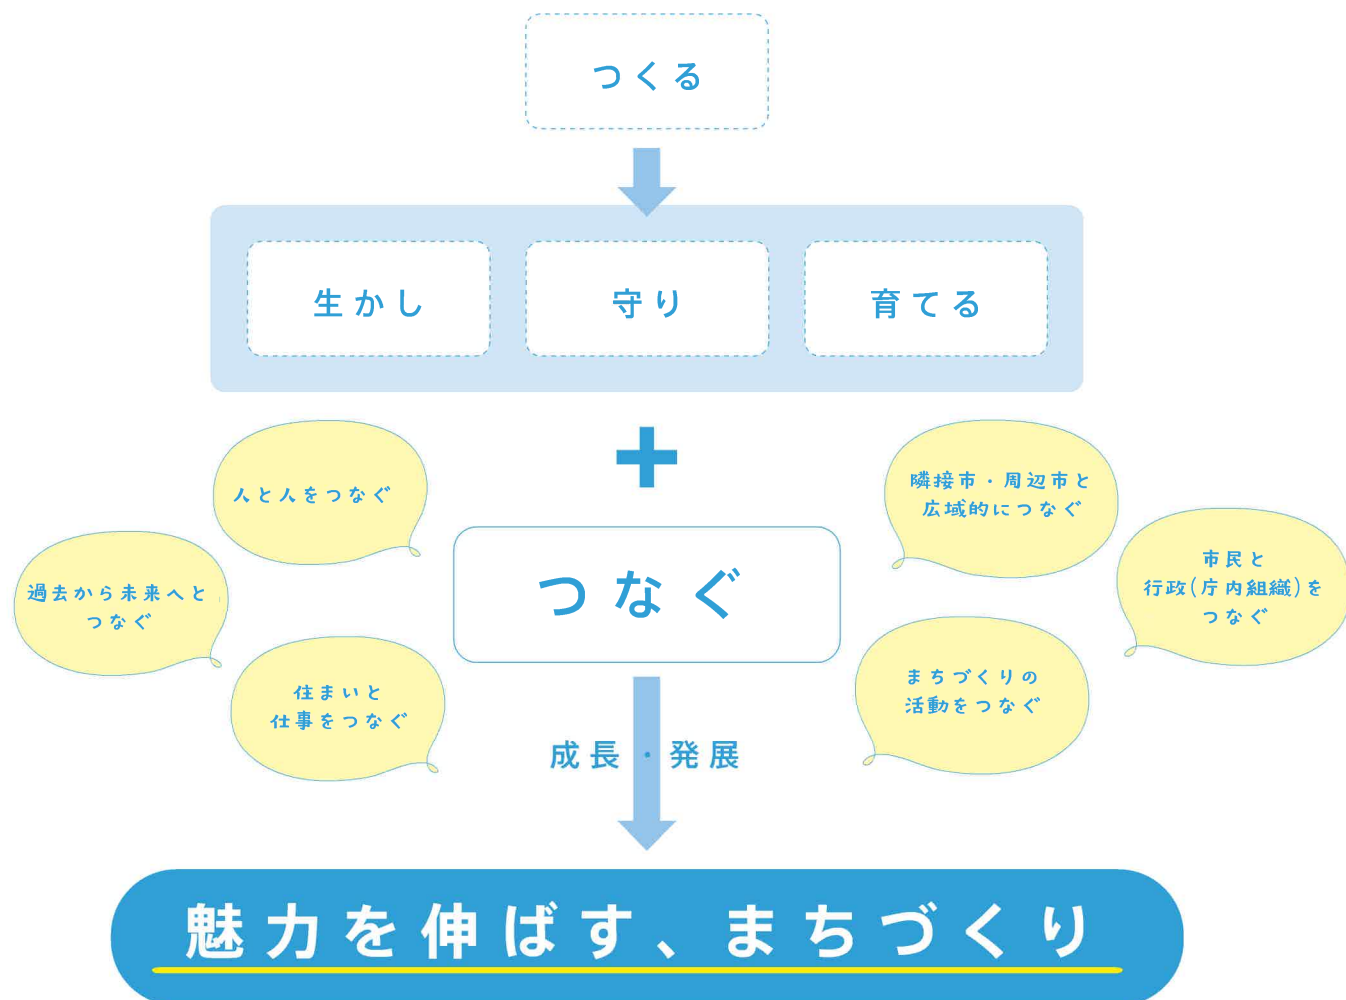 つくる
生かし
守り
育てる
人と人をつなぐ
過去から未来へと
つなぐ
住まいと
仕事をつなぐ
つなぐ
隣接市・周辺市と
広域的につなぐ
市民と
行政(庁内組織)を
つなぐ
まちづくりの
活動をつなぐ
成長・発展
魅力を伸ばす、まちづくり